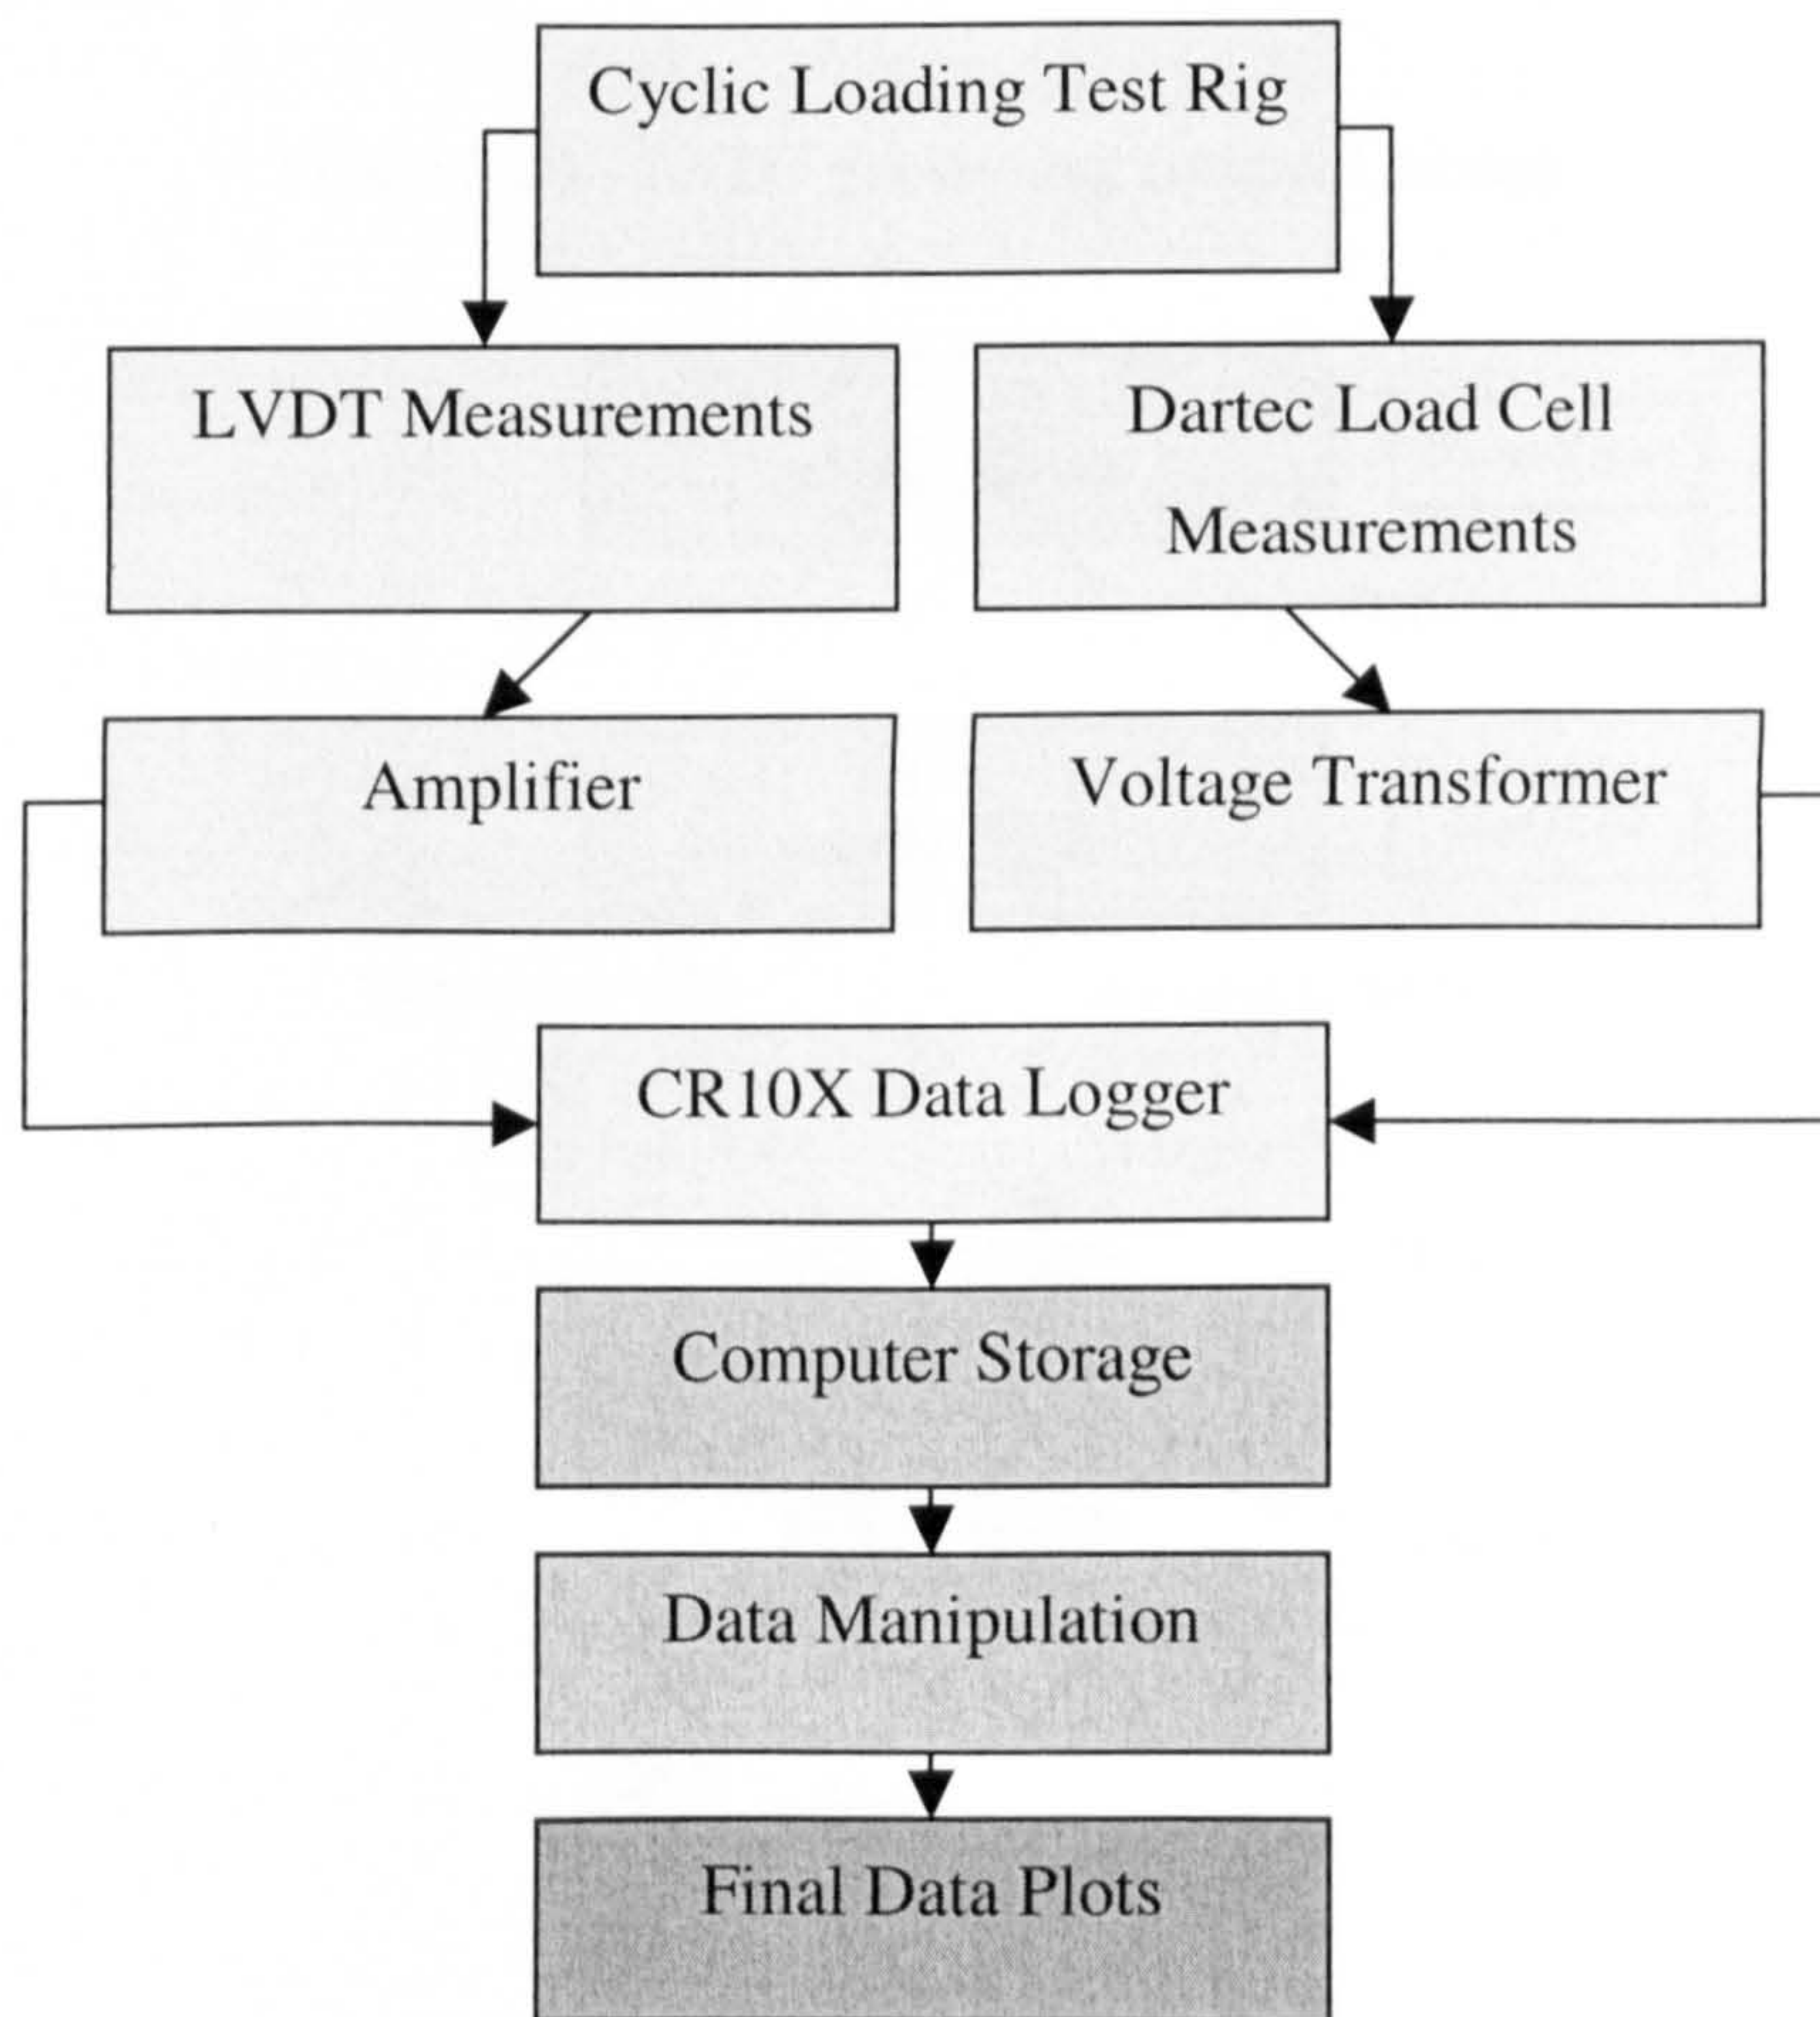 Cyclic Loading Test Rig
LVDT Measurements
Dartec Load Cell
Measurements
Amplifier
Voltage Transformer
CR10X Data Logger
Computer Storage
Data Manipulation
Final Data Plots